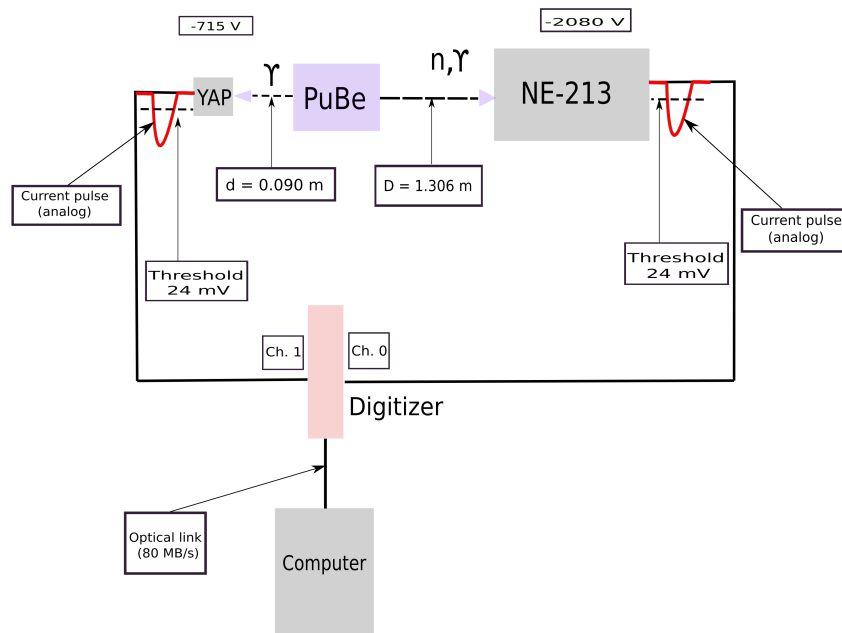 -715 V
-2080 V
ϒ
n,ϒ
YAP
PuBe
NE-213
d = 0.090 m
D = 1.306 m
Current pulse
(analog)
Current pulse
(analog)
Threshold
24 mV
Threshold
24 mV
Ch. 1
Ch. 0
Digitizer
Optical link
(80 MB/s)
Computer